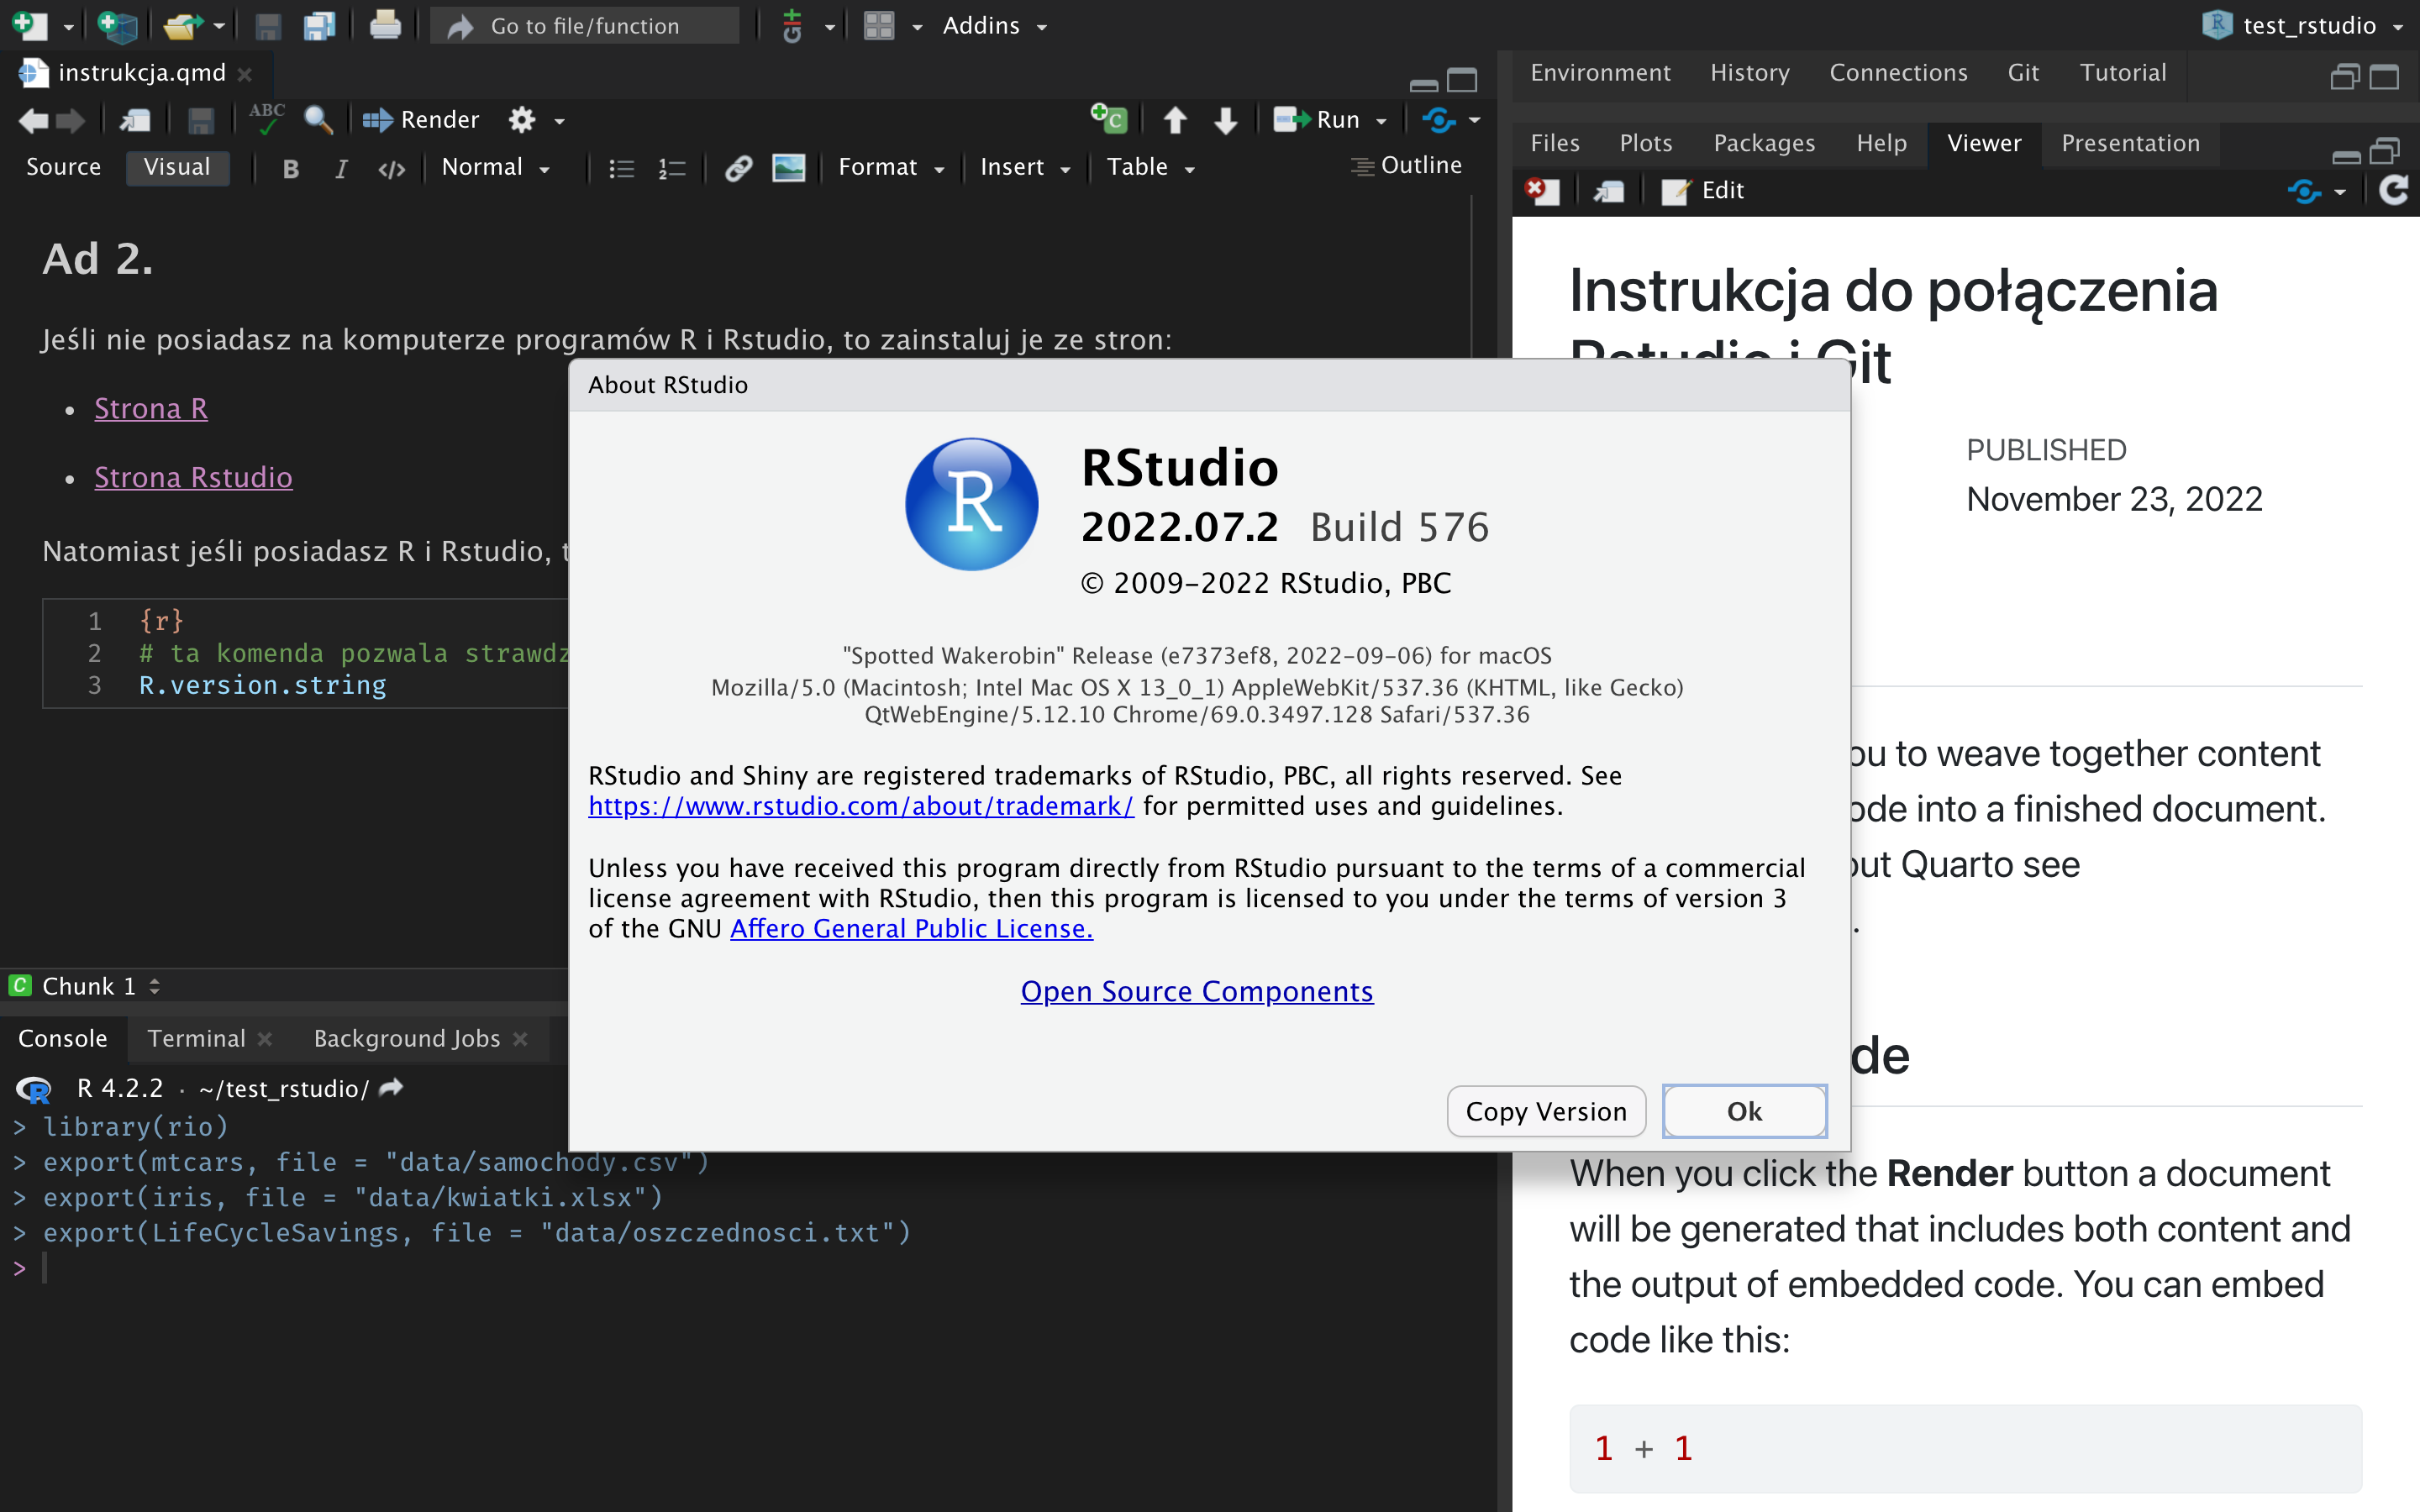 Go to file/function
Addins
test_rstudio
instrukcja.qmd
ABC
Render
Run
Source Visual B I </> Normal Format Insert Table Outline
Ad 2.
Jeśli nie posiadasz na komputerze programów R i Rstudio, to zainstaluj je ze stron:
• Strona R
• Strona Rstudio
Natomiast jeśli posiadasz R i Rstudio,
1 {r}
2 # ta komenda pozwala
3 R.version.string
C Chunk 1
Console Terminal Background Jobs
R 4.2.2 · ~/test_rstudio/
> library(rio)
> export(mtcars, file = "data/samochody.csv")
> export(iris, file = "data/kwiatki.xlsx")
> export(LifeCycleSavings, file = "data/oszczednosci.txt")
>
About RStudio
R
RStudio
2022.07.2 Build 576
© 2009-2022 RStudio, PBC
"Spotted Wakerobin" Release (e7373ef8, 2022-09-06) for macOS
Mozilla/5.0 (Macintosh; Intel Mac OS X 13_0_1) AppleWebKit/537.36 (KHTML, like Gecko)
QtWebEngine/5.12.10 Chrome/69.0.3497.128 Safari/537.36
RStudio and Shiny are registered trademarks of RStudio, PBC, all rights reserved. See
https://www.rstudio.com/about/trademark/ for permitted uses and guidelines.
Unless you have received this program directly from RStudio pursuant to the terms of a commercial
license agreement with RStudio, then this program is licensed to you under the terms of version 3
of the GNU Affero General Public License.
Open Source Components
Copy Version Ok
Environment History Connections Git Tutorial
Files Plots Packages Help Viewer Presentation
Edit
Instrukcja do połączenia
Rstudio i Git
PUBLISHED
November 23, 2022
to weave together content
into a finished document.
Quarto see
.
When you click the Render button a document
will be generated that includes both content and
the output of embedded code. You can embed
code like this:
1 + 1